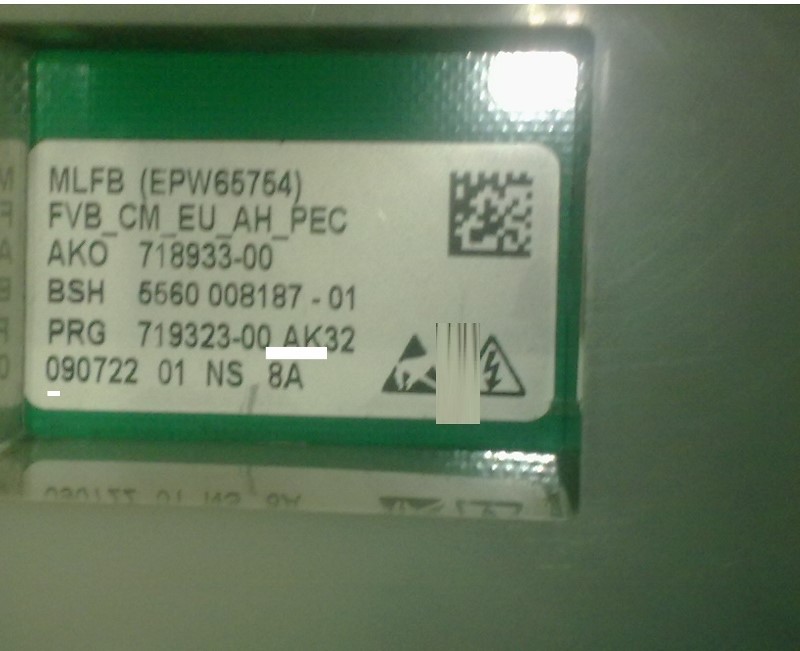 MLFB (EPW65754)
FVB_CM_EU_AH_PEC
AKO 718933-00
BSH 5560 008187 - 01
PRG 719323-00 AK32
090722 01 NS 8A